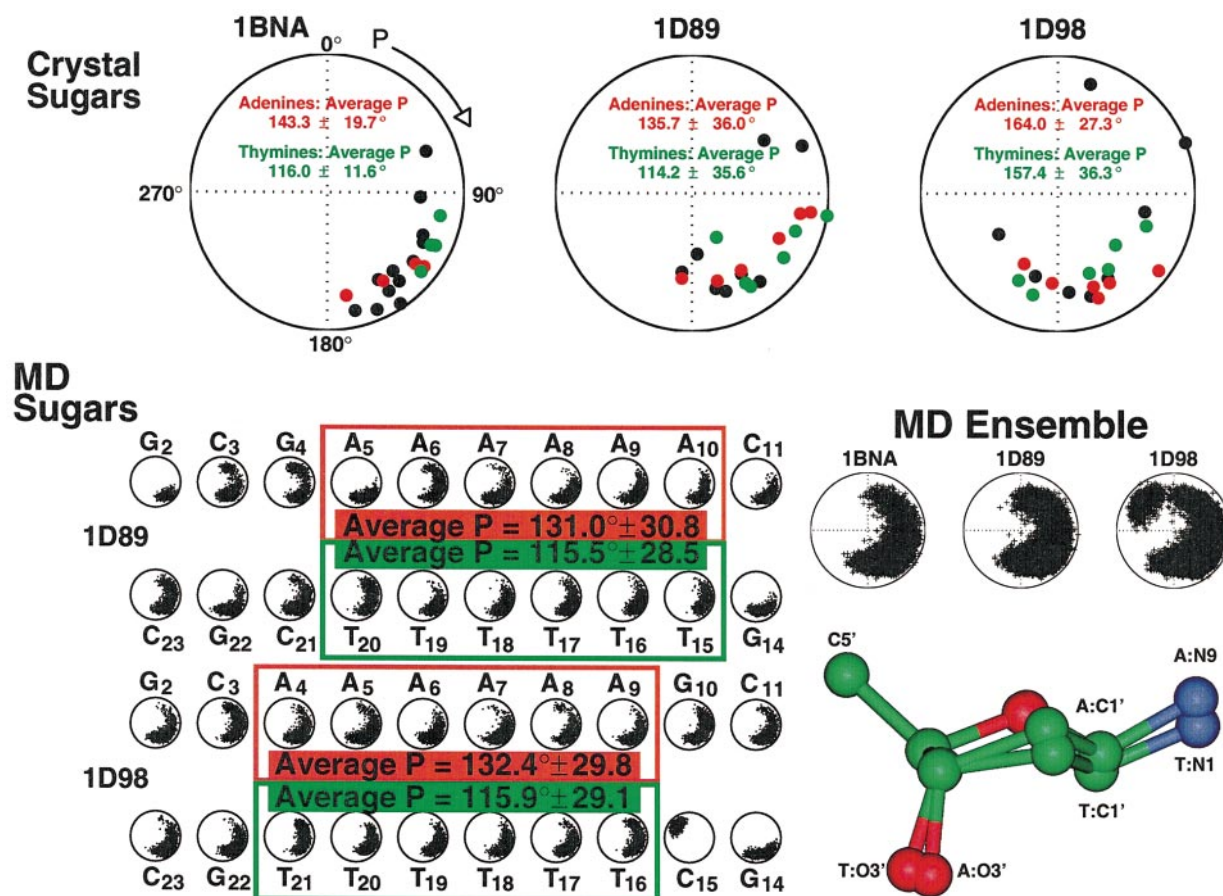 1BNA
1D89
1D98
0°
P
Crystal
Sugars
Adenines: Average P
143.3 ± 19.7°
Thymines: Average P
116.0 ± 11.6°
Adenines: Average P
135.7 ± 36.0°
Thymines: Average P
114.2 ± 35.6°
Adenines: Average P
164.0 ± 27.3°
Thymines: Average P
157.4 ± 36.3°
270°
90°
180°
MD
Sugars
G2 C3 G4 A5 A6 A7 A8 A9 A10 C11
1D89
Average P = 131.0°±30.8
Average P = 115.5°±28.5
C23 G22 C21 T20 T19 T18 T17 T16 T15 G14
G2 C3 A4 A5 A6 A7 A8 A9 G10 C11
1D98
Average P = 132.4°±29.8
Average P = 115.9°±29.1
C23 G22 T21 T20 T19 T18 T17 T16 C15 G14
MD Ensemble
1BNA
1D89
1D98
C5'
A:N9
A:C1'
T:N1
T:C1'
T:O3'
A:O3'